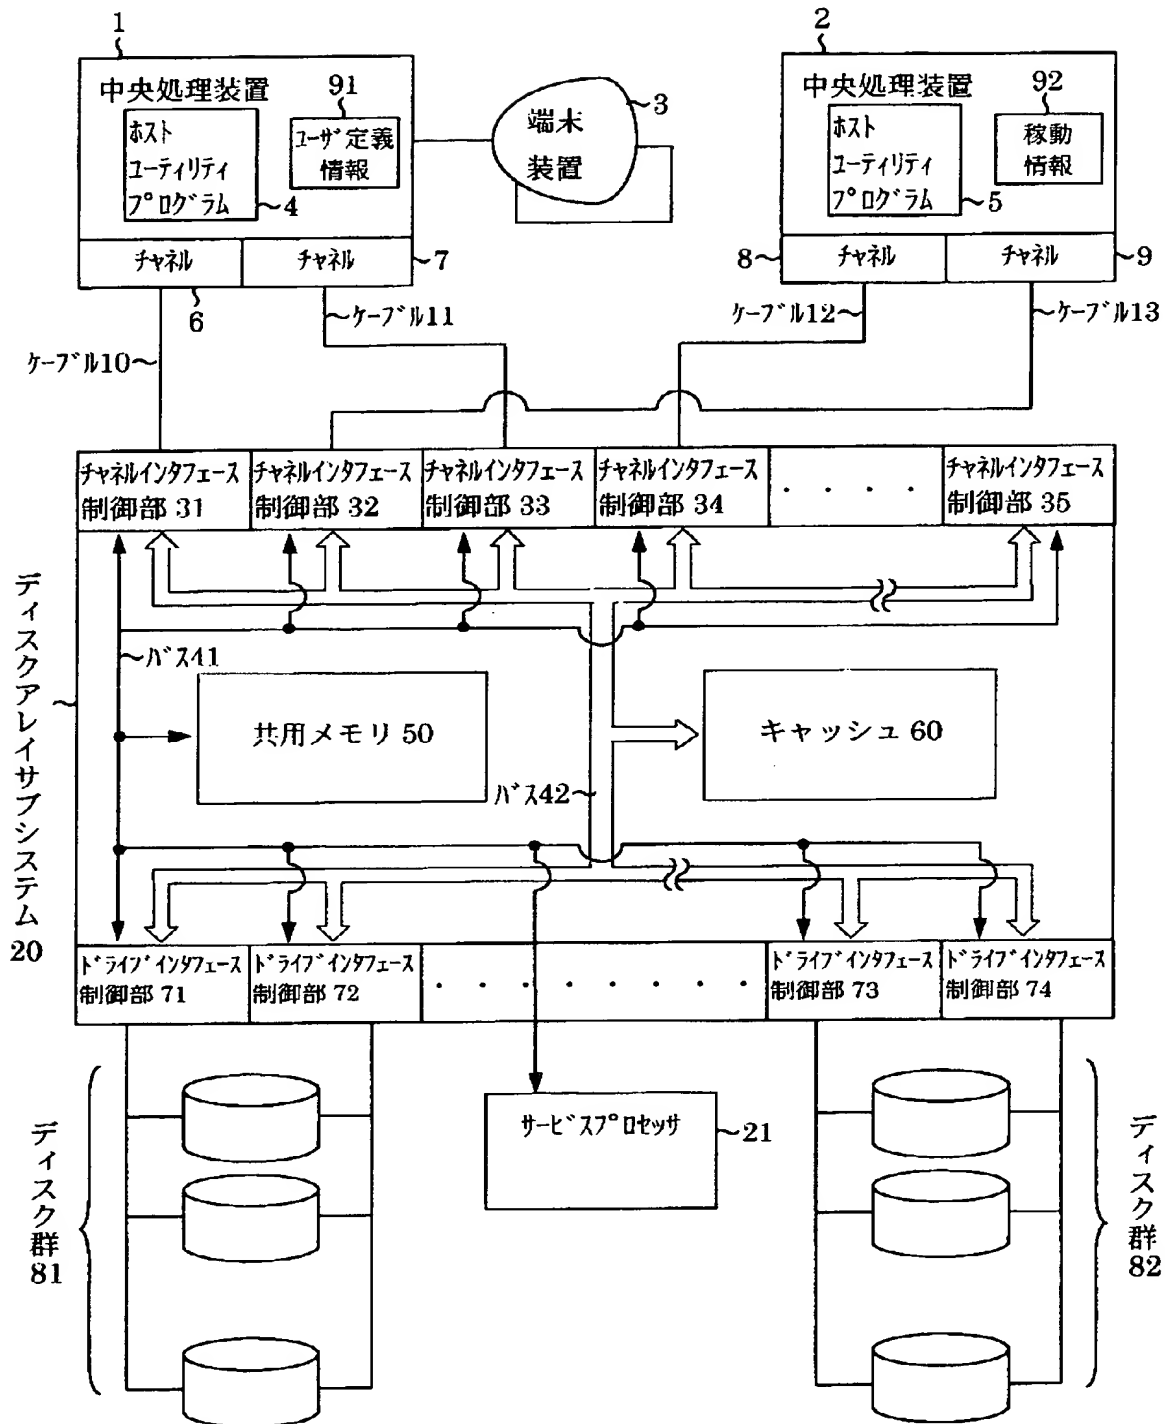 1
2
中央処理装置
91
ホスト
ユーティリティ
プログラム
4
ユーザ定義
情報
端末
装置
3
中央処理装置
92
ホスト
ユーティリティ
プログラム
5
稼動
情報
チャネル
チャネル
7
6
8
チャネル
チャネル
9
ケーブル10
ケーブル11
ケーブル12
ケーブル13
チャネルインタフェース
制御部 31
チャネルインタフェース
制御部 32
チャネルインタフェース
制御部 33
チャネルインタフェース
制御部 34
・・・・
チャネルインタフェース
制御部 35
ディスクアレイサブシステム
20
バス41
共用メモリ 50
キャッシュ 60
バス42
ドライブインタフェース
制御部 71
ドライブインタフェース
制御部 72
・・・・・・・・
ドライブインタフェース
制御部 73
ドライブインタフェース
制御部 74
サービスプロセッサ
21
ディスク群
81
ディスク群
82